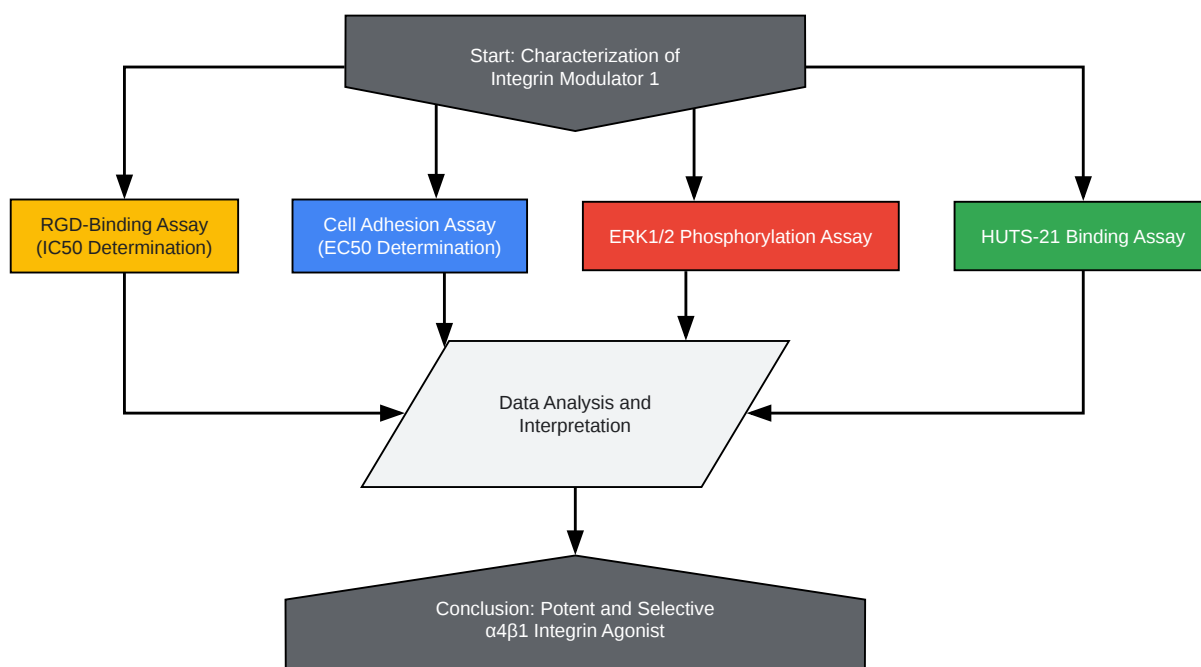 Start: Characterization of
Integrin Modulator 1
RGD-Binding Assay
(IC50 Determination)
Cell Adhesion Assay
(EC50 Determination)
ERK1/2 Phosphorylation Assay
HUTS-21 Binding Assay
Data Analysis and
Interpretation
Conclusion: Potent and Selective
α4β1 Integrin Agonist